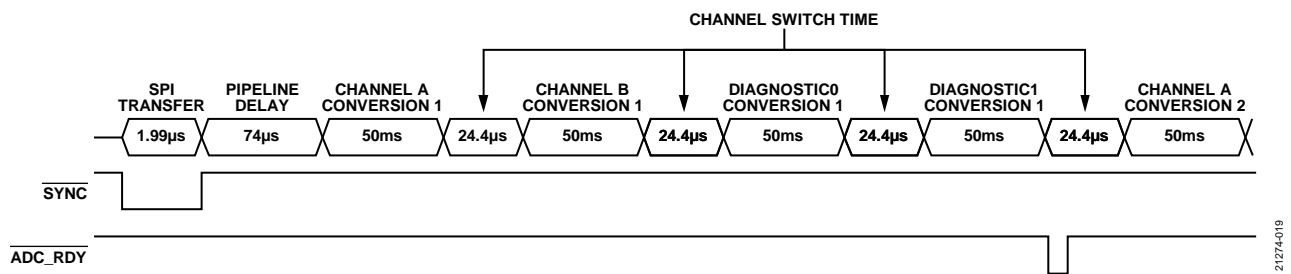 CHANNEL SWITCH TIME
SPI
TRANSFER
PIPELINE
DELAY
CHANNEL A
CONVERSION 1
CHANNEL B
CONVERSION 1
DIAGNOSTIC0
CONVERSION 1
DIAGNOSTIC1
CONVERSION 1
CHANNEL A
CONVERSION 2
1.99µs
74µs
50ms
24.4µs
50ms
24.4µs
50ms
24.4µs
50ms
24.4µs
50ms
SYNC
ADC_RDY
21274-019